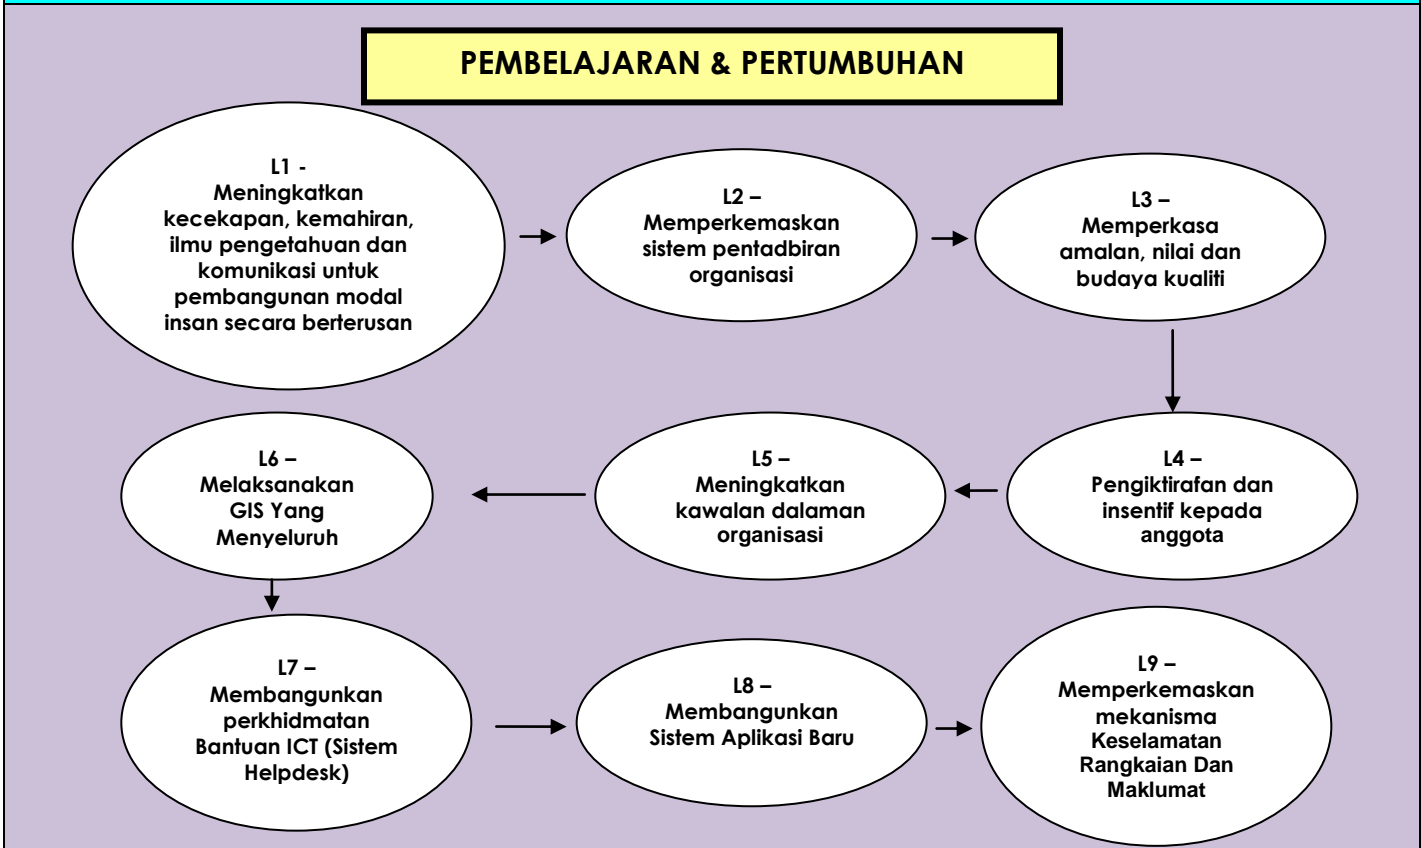 PEMBELAJARAN & PERTUMBUHAN
L1 -
Meningkatkan
kecekapan, kemahiran,
ilmu pengetahuan dan
komunikasi untuk
pembangunan modal
insan secara berterusan
L2 –
Memperkemaskan
sistem pentadbiran
organisasi
L3 –
Memperkasa
amalan, nilai dan
budaya kualiti
L4 –
Pengiktirafan dan
insentif kepada
anggota
L5 –
Meningkatkan
kawalan dalaman
organisasi
L6 –
Melaksanakan
GIS Yang
Menyeluruh
L7 –
Membangunkan
perkhidmatan
Bantuan ICT (Sistem
Helpdesk)
L8 –
Membangunkan
Sistem Aplikasi Baru
L9 –
Memperkemaskan
mekanisma
Keselamatan
Rangkaian Dan
Maklumat